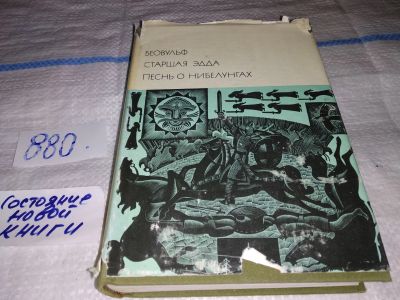 БЕОВУЛЬФ
СТАРШАЯ ЭДДА
ПЕСНЬ О НИБЕЛУНГАХ
880.
Состояние
новой
книги